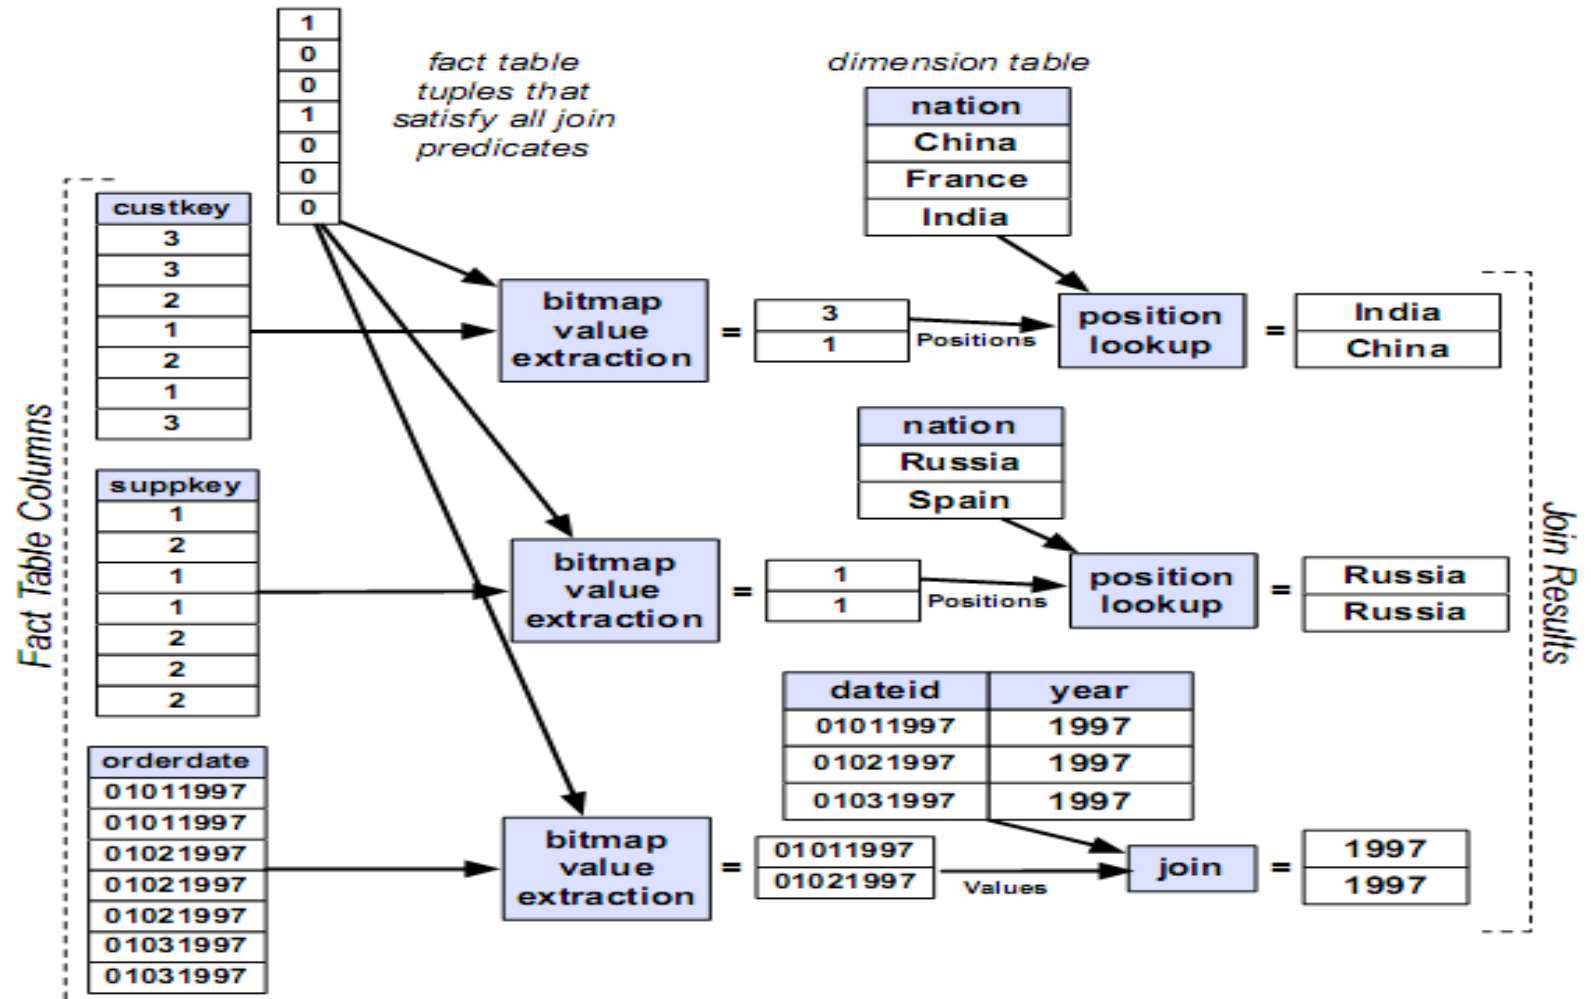 1
0
0
1
0
0
0
fact table
tuples that
satisfy all join
predicates
dimension table
nation
China
France
India
Fact Table Columns
custkey
3
3
2
1
2
1
3
bitmap
value
extraction
=
3
1
Positions
position
lookup
=
India
China
nation
Russia
Spain
suppkey
1
2
1
1
2
2
2
bitmap
value
extraction
=
1
1
Positions
position
lookup
=
Russia
Russia
Join Results
dateid year
01011997 1997
01021997 1997
01031997 1997
orderdate
01011997
01011997
01021997
01021997
01021997
01031997
01031997
bitmap
value
extraction
=
01011997
01021997
Values
join
=
1997
1997